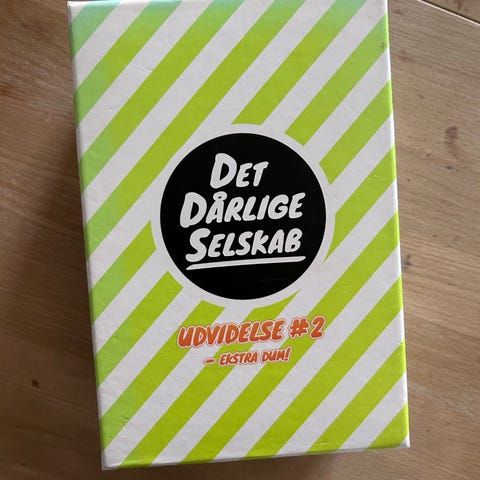 DET
DÅRLIGE
SELSKAB
UDVIDELSE #2
– EKSTRA DUM!